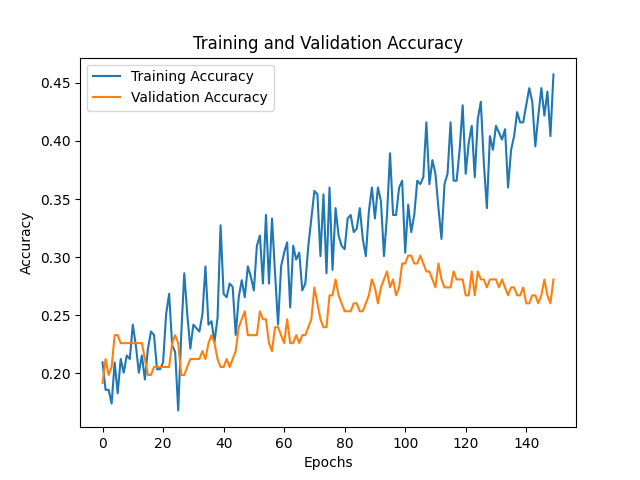 Training and Validation Accuracy
Training Accuracy
Validation Accuracy
0.45
0.40
0.35
0.30
0.25
0.20
Accuracy
0 20 40 60 80 100 120 140
Epochs